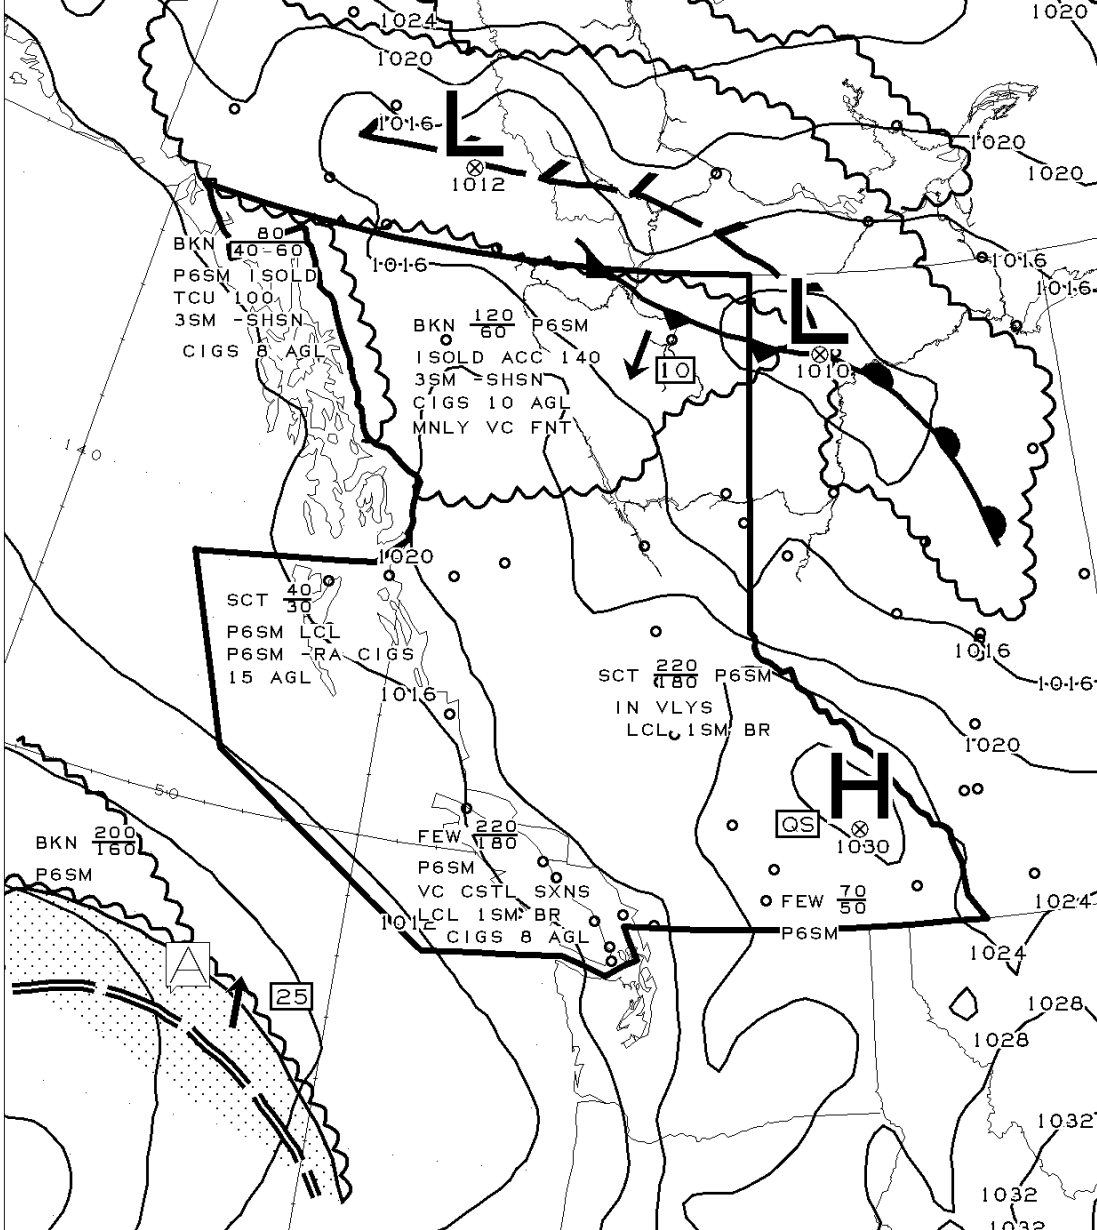 1024
1020
1020
1016
L
1012
1020
1020
BKN 80
40-60
P6SM ISOLD
TCU 100
3SM -SHSN
CIGS 8 AGL
1016
1016
1016
L
1010
BKN 120 P6SM
60
ISOLD ACC 140
3SM -SHSN
CIGS 10 AGL
MNLY VC FNT
10
140
1020
SCT 40
30
P6SM LCL
P6SM -RA CIGS
15 AGL
1016
SCT 220 P6SM
180
IN VLYS
LCL 1SM BR
1016
1016
1020
H
QS
1030
50
BKN 200
160
P6SM
FEW 220
180
P6SM
VC CSTL SXNS
LCL 1SM BR
CIGS 8 AGL
1012
FEW 70
50
P6SM
1024
1024
A
25
1028
1028
1032
1032
1032